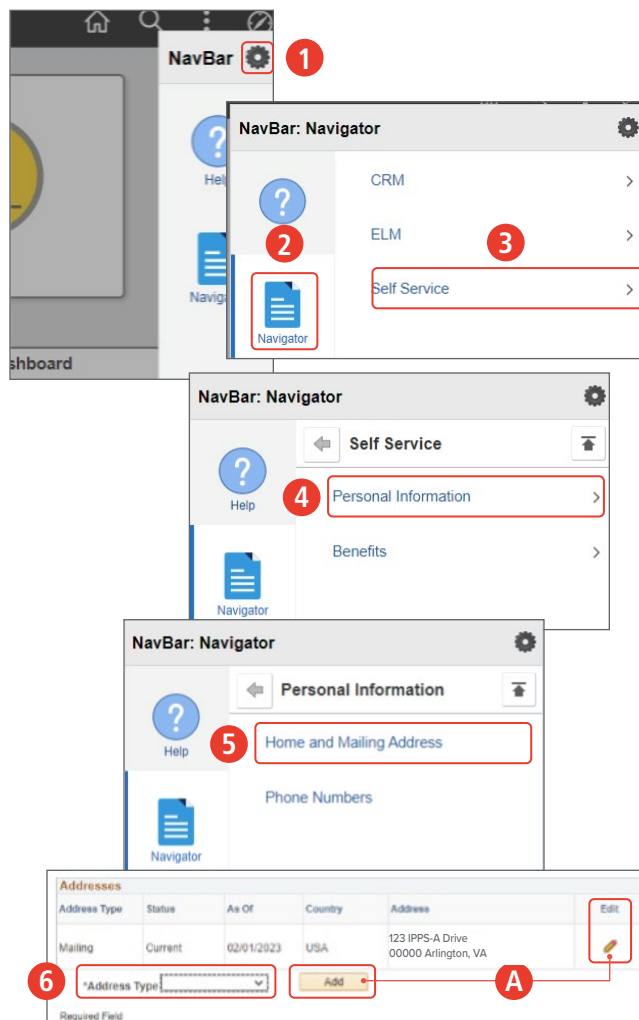 NavBar
1
Help
shboard
NavBar: Navigator
CRM
2
ELM
3
Self Service
Navigator
NavBar: Navigator
Self Service
Help
4
Personal Information
Benefits
Navigator
NavBar: Navigator
Personal Information
Help
5
Home and Mailing Address
Phone Numbers
Navigator
Addresses
Address Type Status As Of Country Address Edit
Mailing Current 02/01/2023 USA 123 IPPS-A Drive
00000 Arlington, VA
6 *Address Type Add A
Required Field